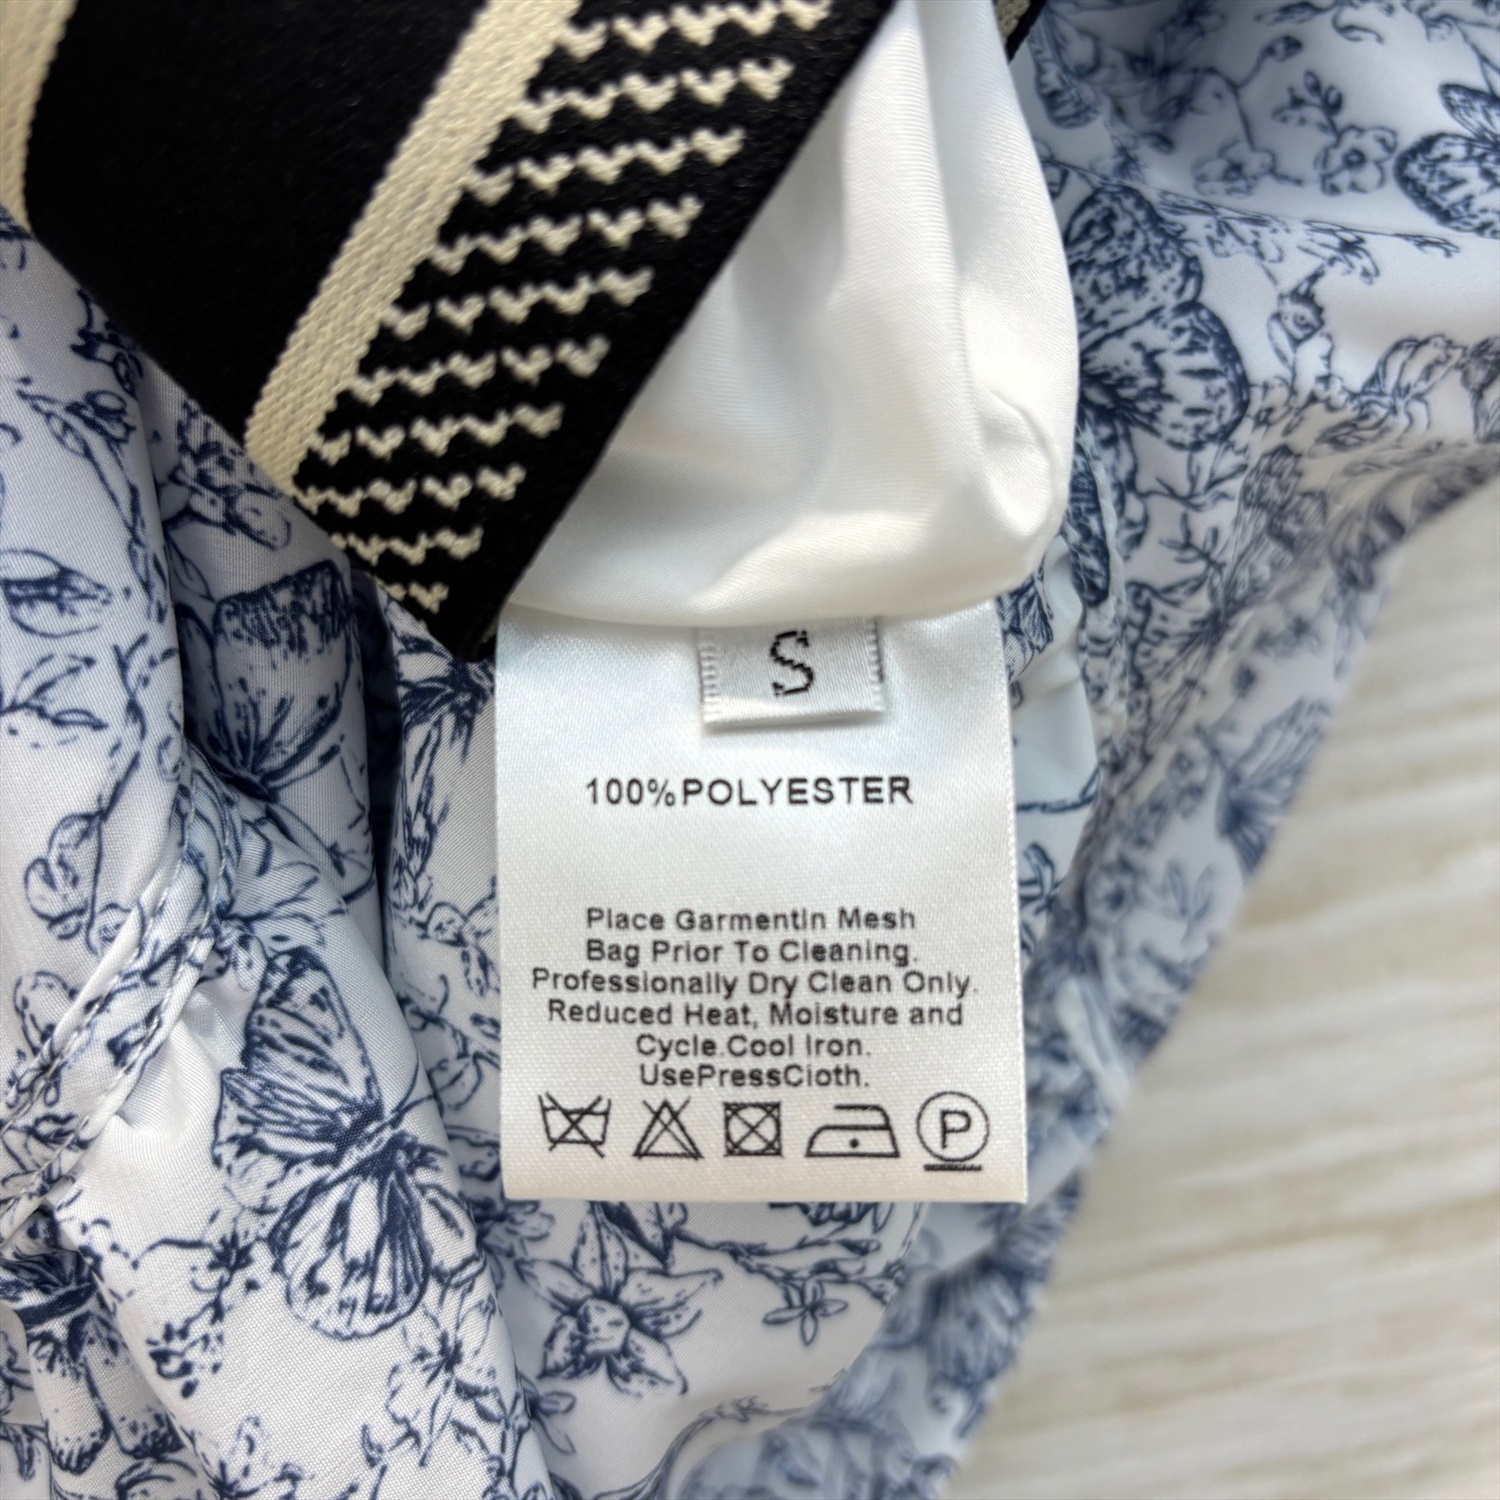 S
100%POLYESTER
Place GarmentIn Mesh
Bag Prior To Cleaning.
Professionally Dry Clean Only.
Reduced Heat, Moisture and
Cycle.Cool Iron.
UsePressCloth.
P